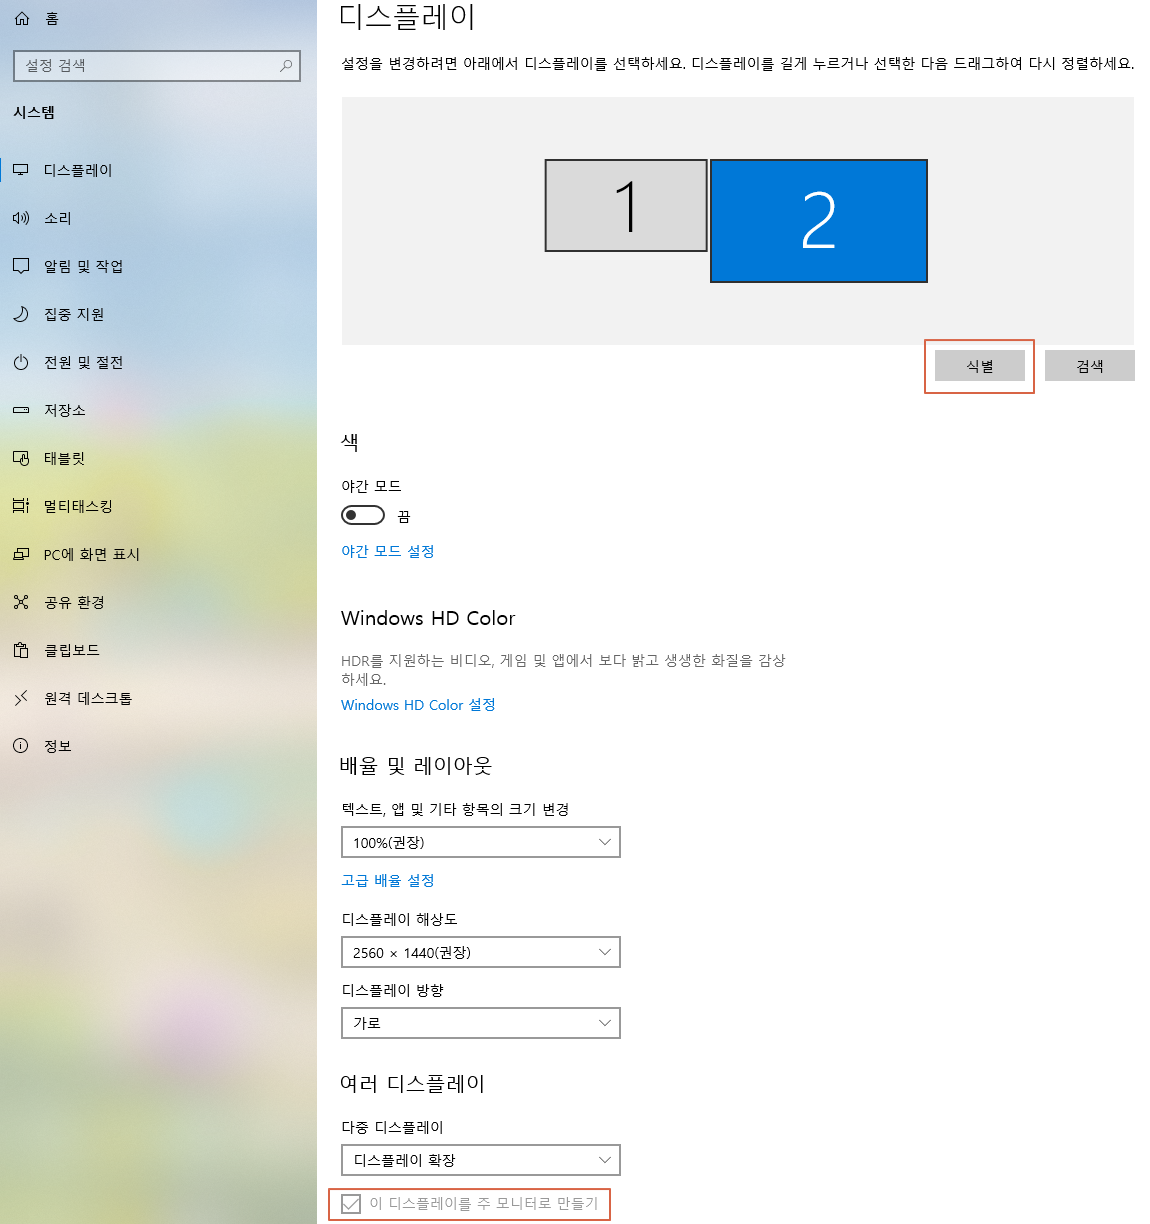 홈
설정 검색
시스템
디스플레이
소리
알림 및 작업
집중 지원
전원 및 절전
저장소
태블릿
멀티태스킹
PC에 화면 표시
공유 환경
클립보드
원격 데스크톱
정보
디스플레이
설정을 변경하려면 아래에서 디스플레이를 선택하세요. 디스플레이를 길게 누르거나 선택한 다음 드래그하여 다시 정렬하세요.
1
2
식별
검색
색
야간 모드
끔
야간 모드 설정
Windows HD Color
HDR를 지원하는 비디오, 게임 및 앱에서 보다 밝고 생생한 화질을 감상
하세요.
Windows HD Color 설정
배율 및 레이아웃
텍스트, 앱 및 기타 항목의 크기 변경
100%(권장)
고급 배율 설정
디스플레이 해상도
2560 × 1440(권장)
디스플레이 방향
가로
여러 디스플레이
다중 디스플레이
디스플레이 확장
이 디스플레이를 주 모니터로 만들기